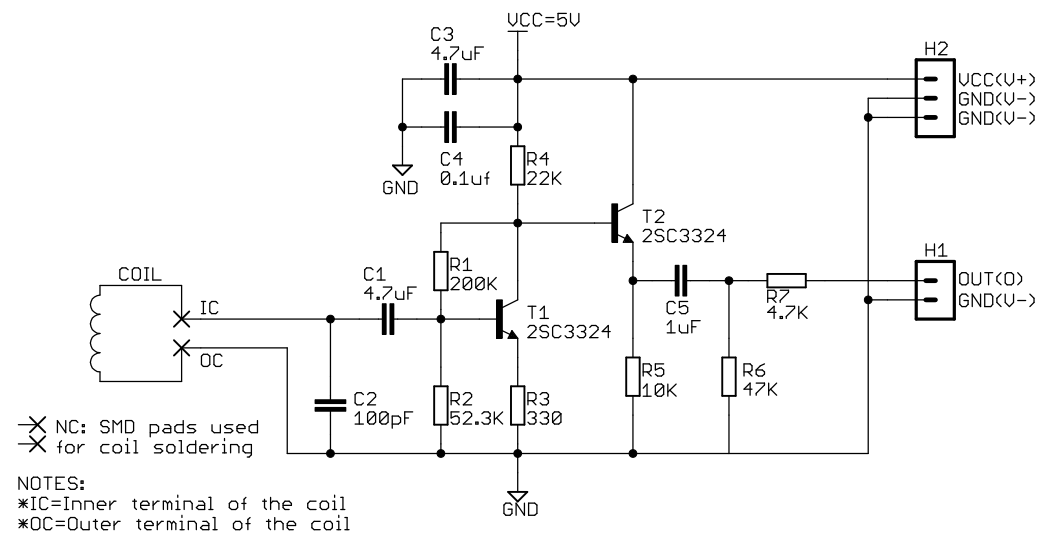 VCC=5V
C3
4.7uF
H2
VCC(V+)
GND(V-)
GND(V-)
C4
0.1uf
R4
22K
GND
T2
2SC3324
H1
COIL
IC
OC
C1
4.7uF
R1
200K
T1
2SC3324
C5
1uF
R7
4.7K
OUT(O)
GND(V-)
C2
100pF
R2
52.3K
R3
330
R5
10K
R6
47K
NC: SMD pads used
for coil soldering
NOTES:
*IC=Inner terminal of the coil
*OC=Outer terminal of the coil
GND